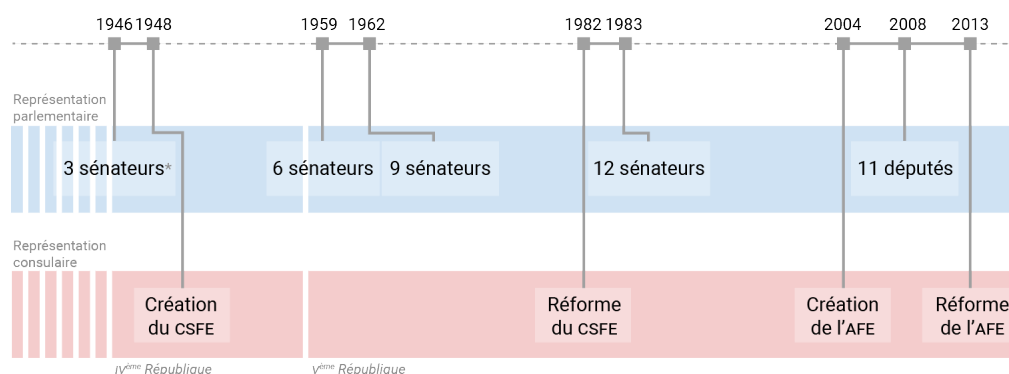 1946 1948 1959 1962 1982 1983 2004 2008 2013
Représentation
parlementaire
3 sénateurs* 6 sénateurs 9 sénateurs 12 sénateurs 11 députés
Représentation
consulaire
Création
du CSFE
Réforme
du CSFE
Création
de l’AFE
Réforme
de l’AFE
IVème République Vème République